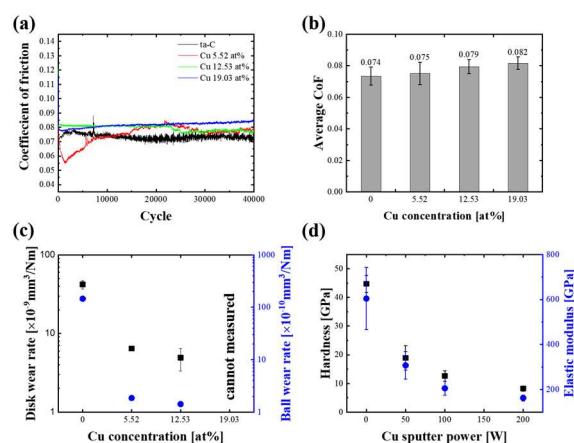 (a)
Coeffiecient of friction
0.14
0.13
0.12
0.11
0.10
0.09
0.08
0.07
0.06
0.05
0.04
ta-C
Cu 5.52 at%
Cu 12.53 at%
Cu 19.03 at%
0 10000 20000 30000 40000
Cycle
(b)
Average CoF
0.10
0.08
0.06
0.04
0.02
0.00
0.074
0.075
0.079
0.082
0 5.52 12.53 19.03
Cu concentration [at%]
(c)
Disk wear rate [×10⁻⁹mm³/Nm]
100
10
1
cannot measured
1000
100
10
1
Ball wear rate [×10⁻¹⁰mm³/Nm]
0 5.52 12.53 19.03
Cu concentration [at%]
(d)
Hardness [GPa]
50
40
30
20
10
0
800
600
400
200
Elastic modulus [GPa]
0 50 100 150 200
Cu sputter power [W]